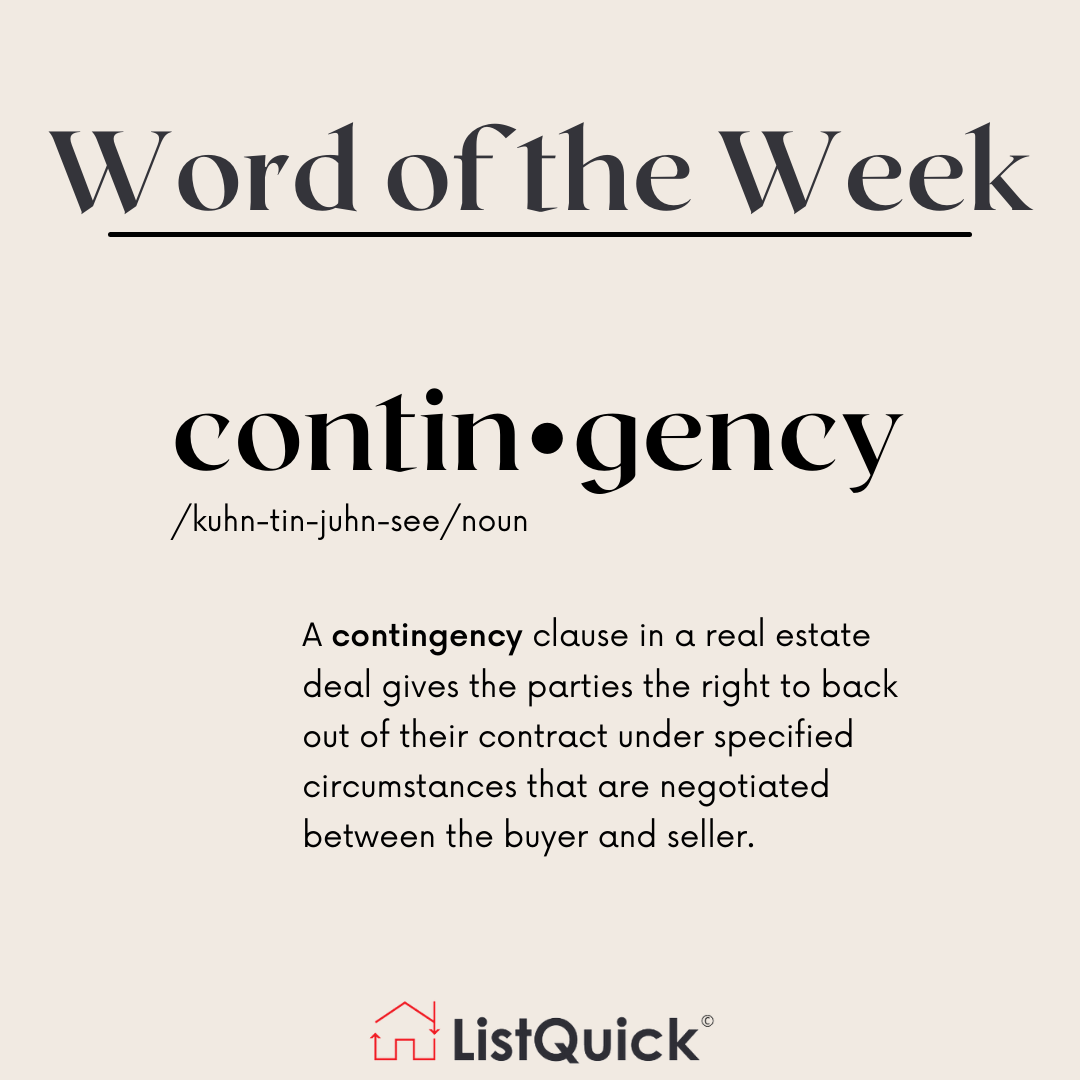 Word of the Week
contin•gency
/kuhn-tin-juhn-see/noun
A contingency clause in a real estate
deal gives the parties the right to back
out of their contract under specified
circumstances that are negotiated
between the buyer and seller.
ListQuick©